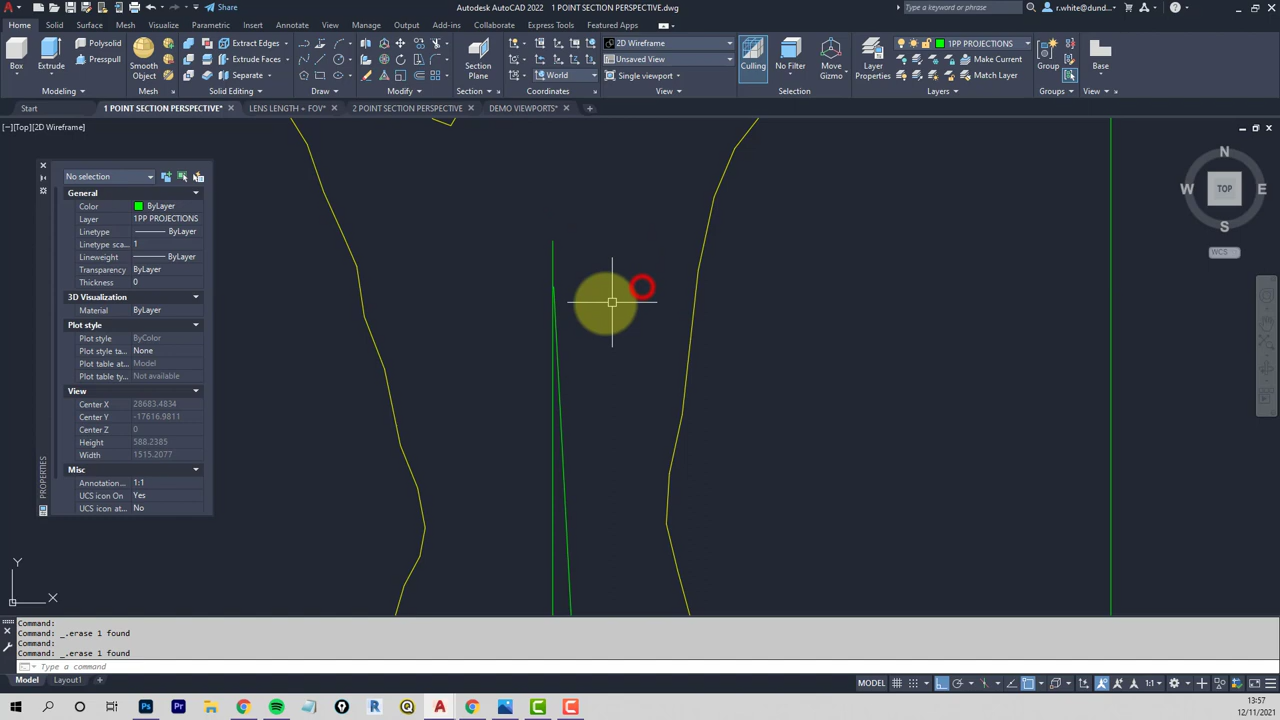 Share
Autodesk AutoCAD 2022 1 POINT SECTION PERSPECTIVE.dwg
Type a keyword or phrase
r.white@dund...
Home Solid Surface Mesh Visualize Parametric Insert Annotate View Manage Output Add-ins Collaborate Express Tools Featured Apps
Box
Extrude
Polysolid
Presspull
Smooth
Object
Extract Edges
Extrude Faces
Separate
Section
Plane
World
2D Wireframe
Unsaved View
Single viewport
Culling
No Filter
Move
Gizmo
Layer
Properties
1PP PROJECTIONS
Make Current
Match Layer
Group
Base
Modeling Mesh Solid Editing Draw Modify Section Coordinates View Selection Layers Groups View
Start 1 POINT SECTION PERSPECTIVE* LENS LENGTH + FOV* 2 POINT SECTION PERSPECTIVE DEMO VIEWPORTS*
[−][Top][2D Wireframe]
No selection
General
Color ByLayer
Layer 1PP PROJECTIONS
Linetype ByLayer
Linetype sca... 1
Lineweight ByLayer
Transparency ByLayer
Thickness 0
3D Visualization
Material ByLayer
Plot style
Plot style ByColor
Plot style ta... None
Plot table at... Model
Plot table ty... Not available
View
Center X 28683.4834
Center Y -17616.9811
Center Z 0
Height 588.2385
Width 1515.2077
Misc
Annotation... 1:1
UCS icon On Yes
UCS icon at... No
PROPERTIES
N
W TOP E
S
WCS
Y
X
Command:
Command: _.erase 1 found
Command:
Command: _.erase 1 found
Type a command
Model Layout1
MODEL 1:1
13:57
12/11/2021